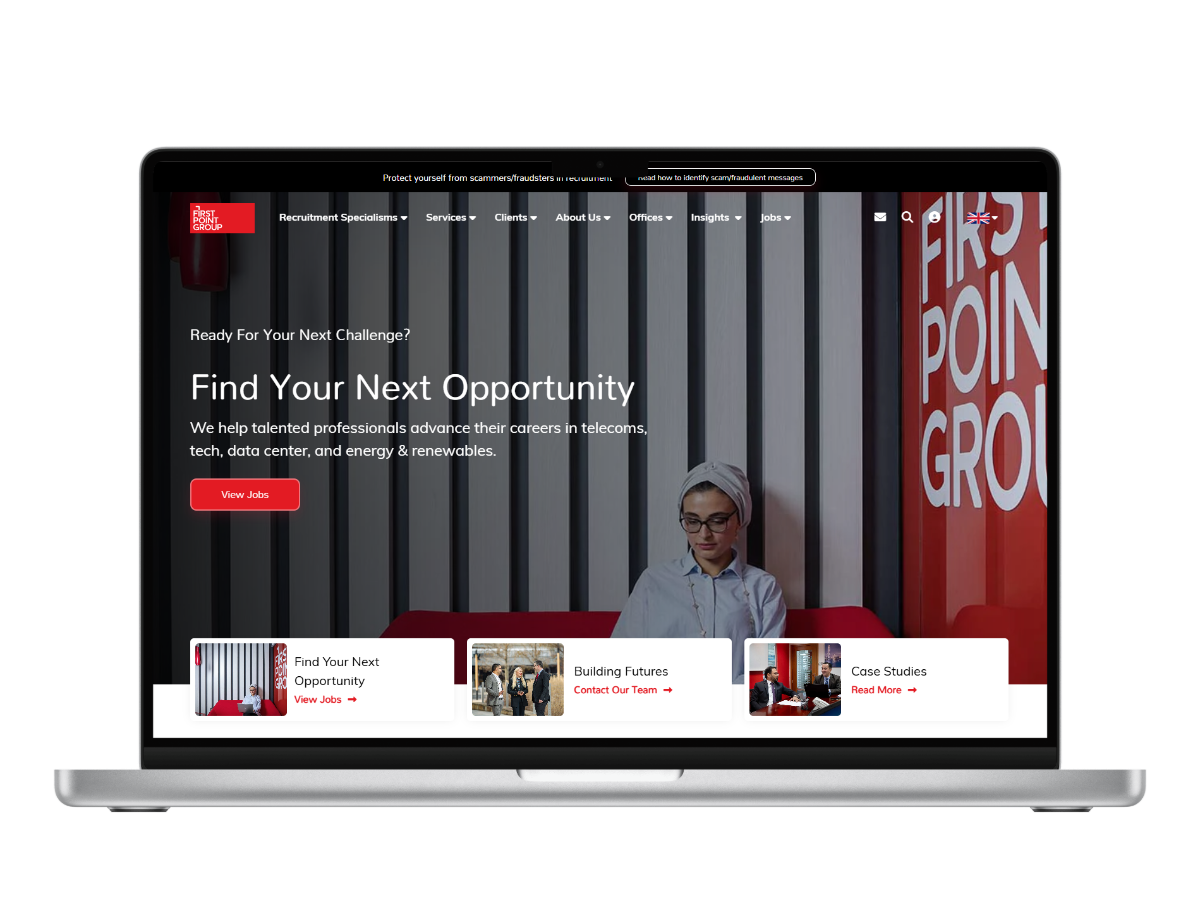 Protect yourself from scammers/fraudsters in recruitment
Read how to identify scam/fraudulent messages
FIRST
POINT
GROUP
Recruitment Specialisms
Services
Clients
About Us
Offices
Insights
Jobs
FIRST
POINT
GROUP
Ready For Your Next Challenge?
Find Your Next Opportunity
We help talented professionals advance their careers in telecoms,
tech, data center, and energy & renewables.
View Jobs
Find Your Next
Opportunity
View Jobs
Building Futures
Contact Our Team
Case Studies
Read More